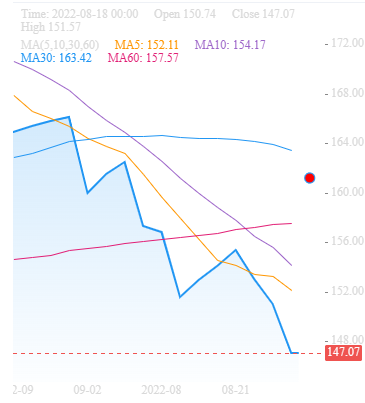 Time: 2022-08-18 00:00 Open 150.74 Close 147.07
High 151.57
MA(5,10,30,60) MA5: 152.11 MA10: 154.17
MA30: 163.42 MA60: 157.57
172.00
168.00
164.00
160.00
156.00
152.00
148.00
147.07
2-09 09-02 2022-08 08-21